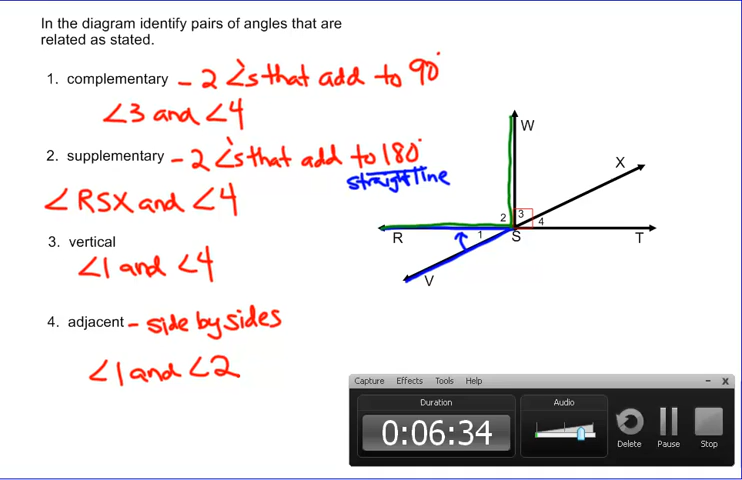 In the diagram identify pairs of angles that are
related as stated.
1. complementary - 2 ∠'s that add to 90°
∠3 and ∠4
2. supplementary - 2 ∠'s that add to 180°
straight line
∠RSX and ∠4
3. vertical
∠1 and ∠4
4. adjacent - side by sides
∠1 and ∠2
W
X
2 3 4
R 1 S T
V
Capture Effects Tools Help - x
Duration Audio
0:06:34
Delete Pause Stop